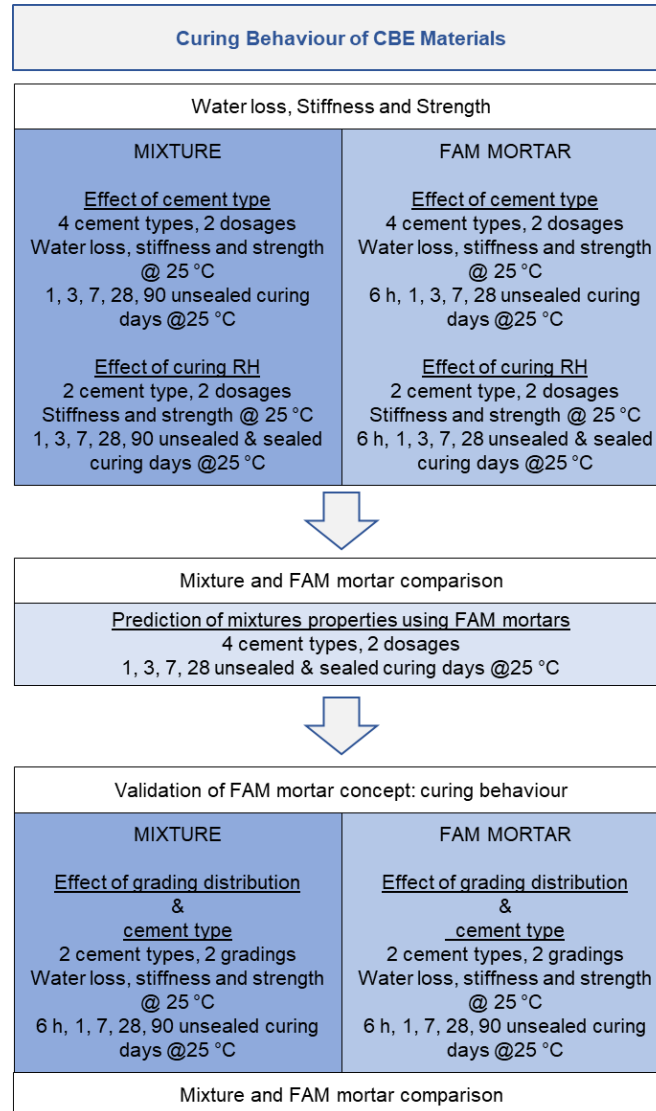 Curing Behaviour of CBE Materials
Water loss, Stiffness and Strength
MIXTURE
Effect of cement type
4 cement types, 2 dosages
Water loss, stiffness and strength
@ 25 °C
1, 3, 7, 28, 90 unsealed curing
days @25 °C
Effect of curing RH
2 cement type, 2 dosages
Stiffness and strength @ 25 °C
1, 3, 7, 28, 90 unsealed & sealed
curing days @25 °C
FAM MORTAR
Effect of cement type
4 cement types, 2 dosages
Water loss, stiffness and strength
@ 25 °C
6 h, 1, 3, 7, 28 unsealed curing
days @25 °C
Effect of curing RH
2 cement type, 2 dosages
Stiffness and strength @ 25 °C
6 h, 1, 3, 7, 28 unsealed & sealed
curing days @25 °C
Mixture and FAM mortar comparison
Prediction of mixtures properties using FAM mortars
4 cement types, 2 dosages
1, 3, 7, 28 unsealed & sealed curing days @25 °C
Validation of FAM mortar concept: curing behaviour
MIXTURE
Effect of grading distribution
&
cement type
2 cement types, 2 gradings
Water loss, stiffness and strength
@ 25 °C
6 h, 1, 7, 28, 90 unsealed curing
days @25 °C
FAM MORTAR
Effect of grading distribution
&
cement type
2 cement types, 2 gradings
Water loss, stiffness and strength
@ 25 °C
6 h, 1, 7, 28, 90 unsealed curing
days @25 °C
Mixture and FAM mortar comparison